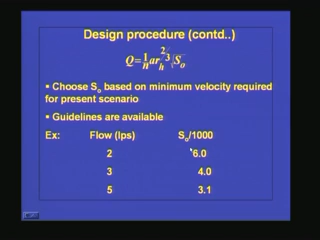 Design procedure (contd..)
Q=1/n ar_h^2/3 √S_o
▪ Choose S_o based on minimum velocity required
for present scenario
▪ Guidelines are available
Ex: Flow (lps) S_o/1000
2 6.0
3 4.0
5 3.1